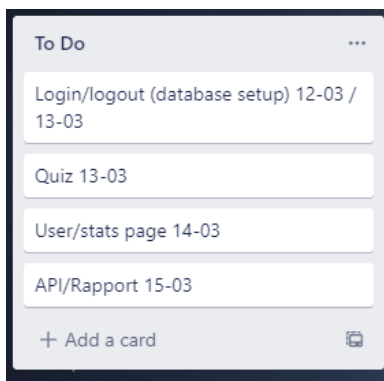 To Do
Login/logout (database setup) 12-03 /
13-03
Quiz 13-03
User/stats page 14-03
API/Rapport 15-03
+ Add a card